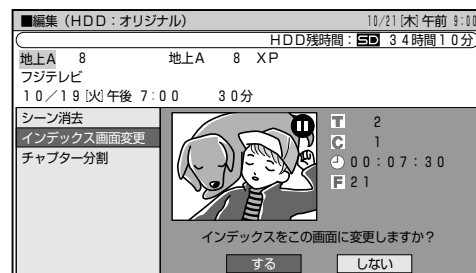 ■編集(HDD:オリジナル) 10/21[木]午前 9:00
HDD残時間:SD 34時間10分
地上A 8 地上A 8 XP
フジテレビ
10/19[火]午後 7:00 30分
シーン消去
インデックス画面変更
チャプター分割
T 2
C 1
00:07:30
F 21
インデックスをこの画面に変更しますか?
する しない